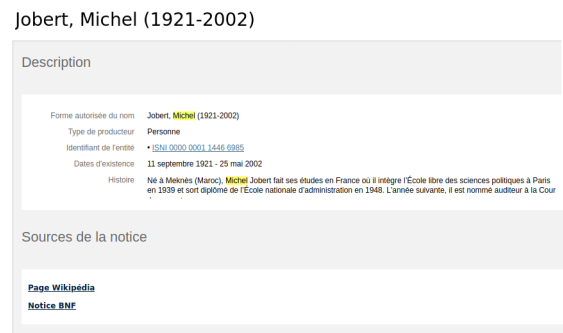 Jobert, Michel (1921-2002)
Description
Forme autorisée du nom Jobert, Michel (1921-2002)
Type de producteur Personne
Identifiant de l'entité • ISNI 0000 0001 1446 6985
Dates d'existence 11 septembre 1921 - 25 mai 2002
Histoire Né à Meknès (Maroc), Michel Jobert fait ses études en France où il intègre l'École libre des sciences politiques à Paris
en 1939 et sort diplômé de l'École nationale d'administration en 1948. L'année suivante, il est nommé auditeur à la Cour
Sources de la notice
Page Wikipédia
Notice BNF